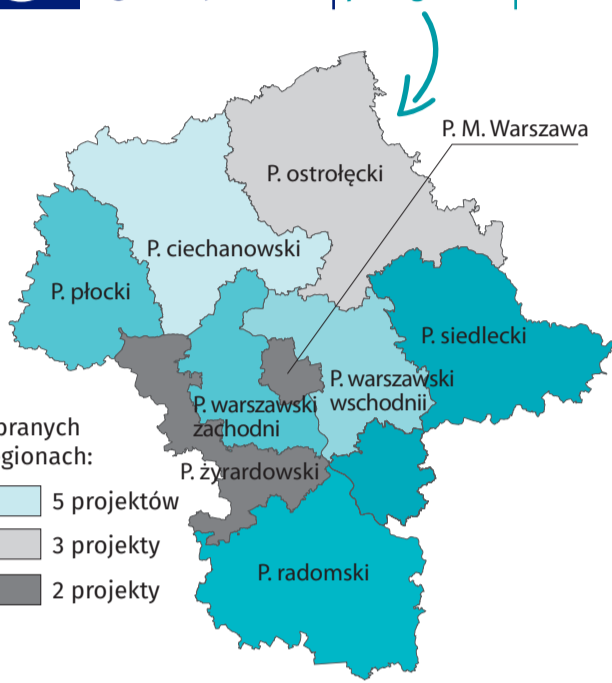 P. M. Warszawa
P. ostrołęcki
P. ciechanowski
P. płocki
P. siedlecki
P. warszawski
wschodnii
P. warszawski
zachodni
P. żyrardowski
5 projektów
3 projekty
2 projekty
P. radomski